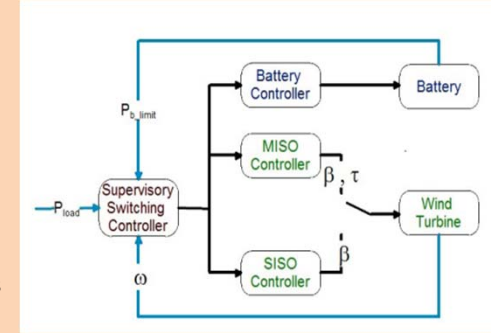 Battery
Controller
Battery
P_b_limit
MISO
Controller
β , τ
Supervisory
Switching
Controller
P_load
Wind
Turbine
β
SISO
Controller
ω